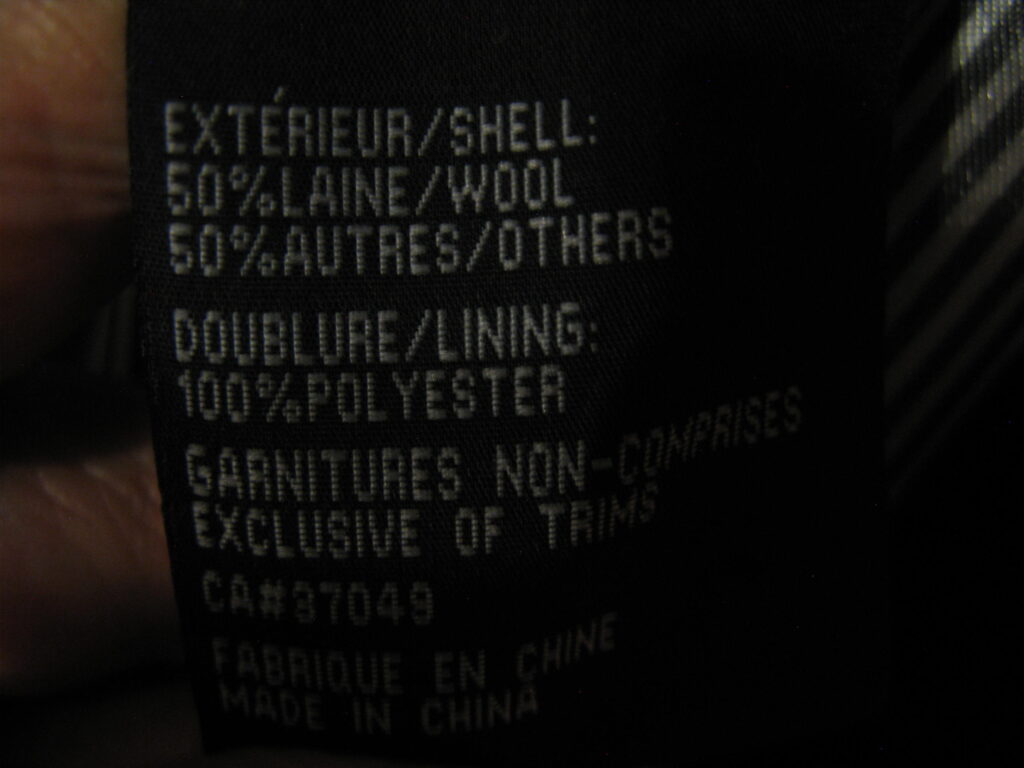 EXTÉRIEUR/SHELL:
50%LAINE/WOOL
50%AUTRES/OTHERS
DOUBLURE/LINING:
100%POLYESTER
GARNITURES NON-COMPRISES
EXCLUSIVE OF TRIMS
CA#37049
FABRIQUE EN CHINE
MADE IN CHINA